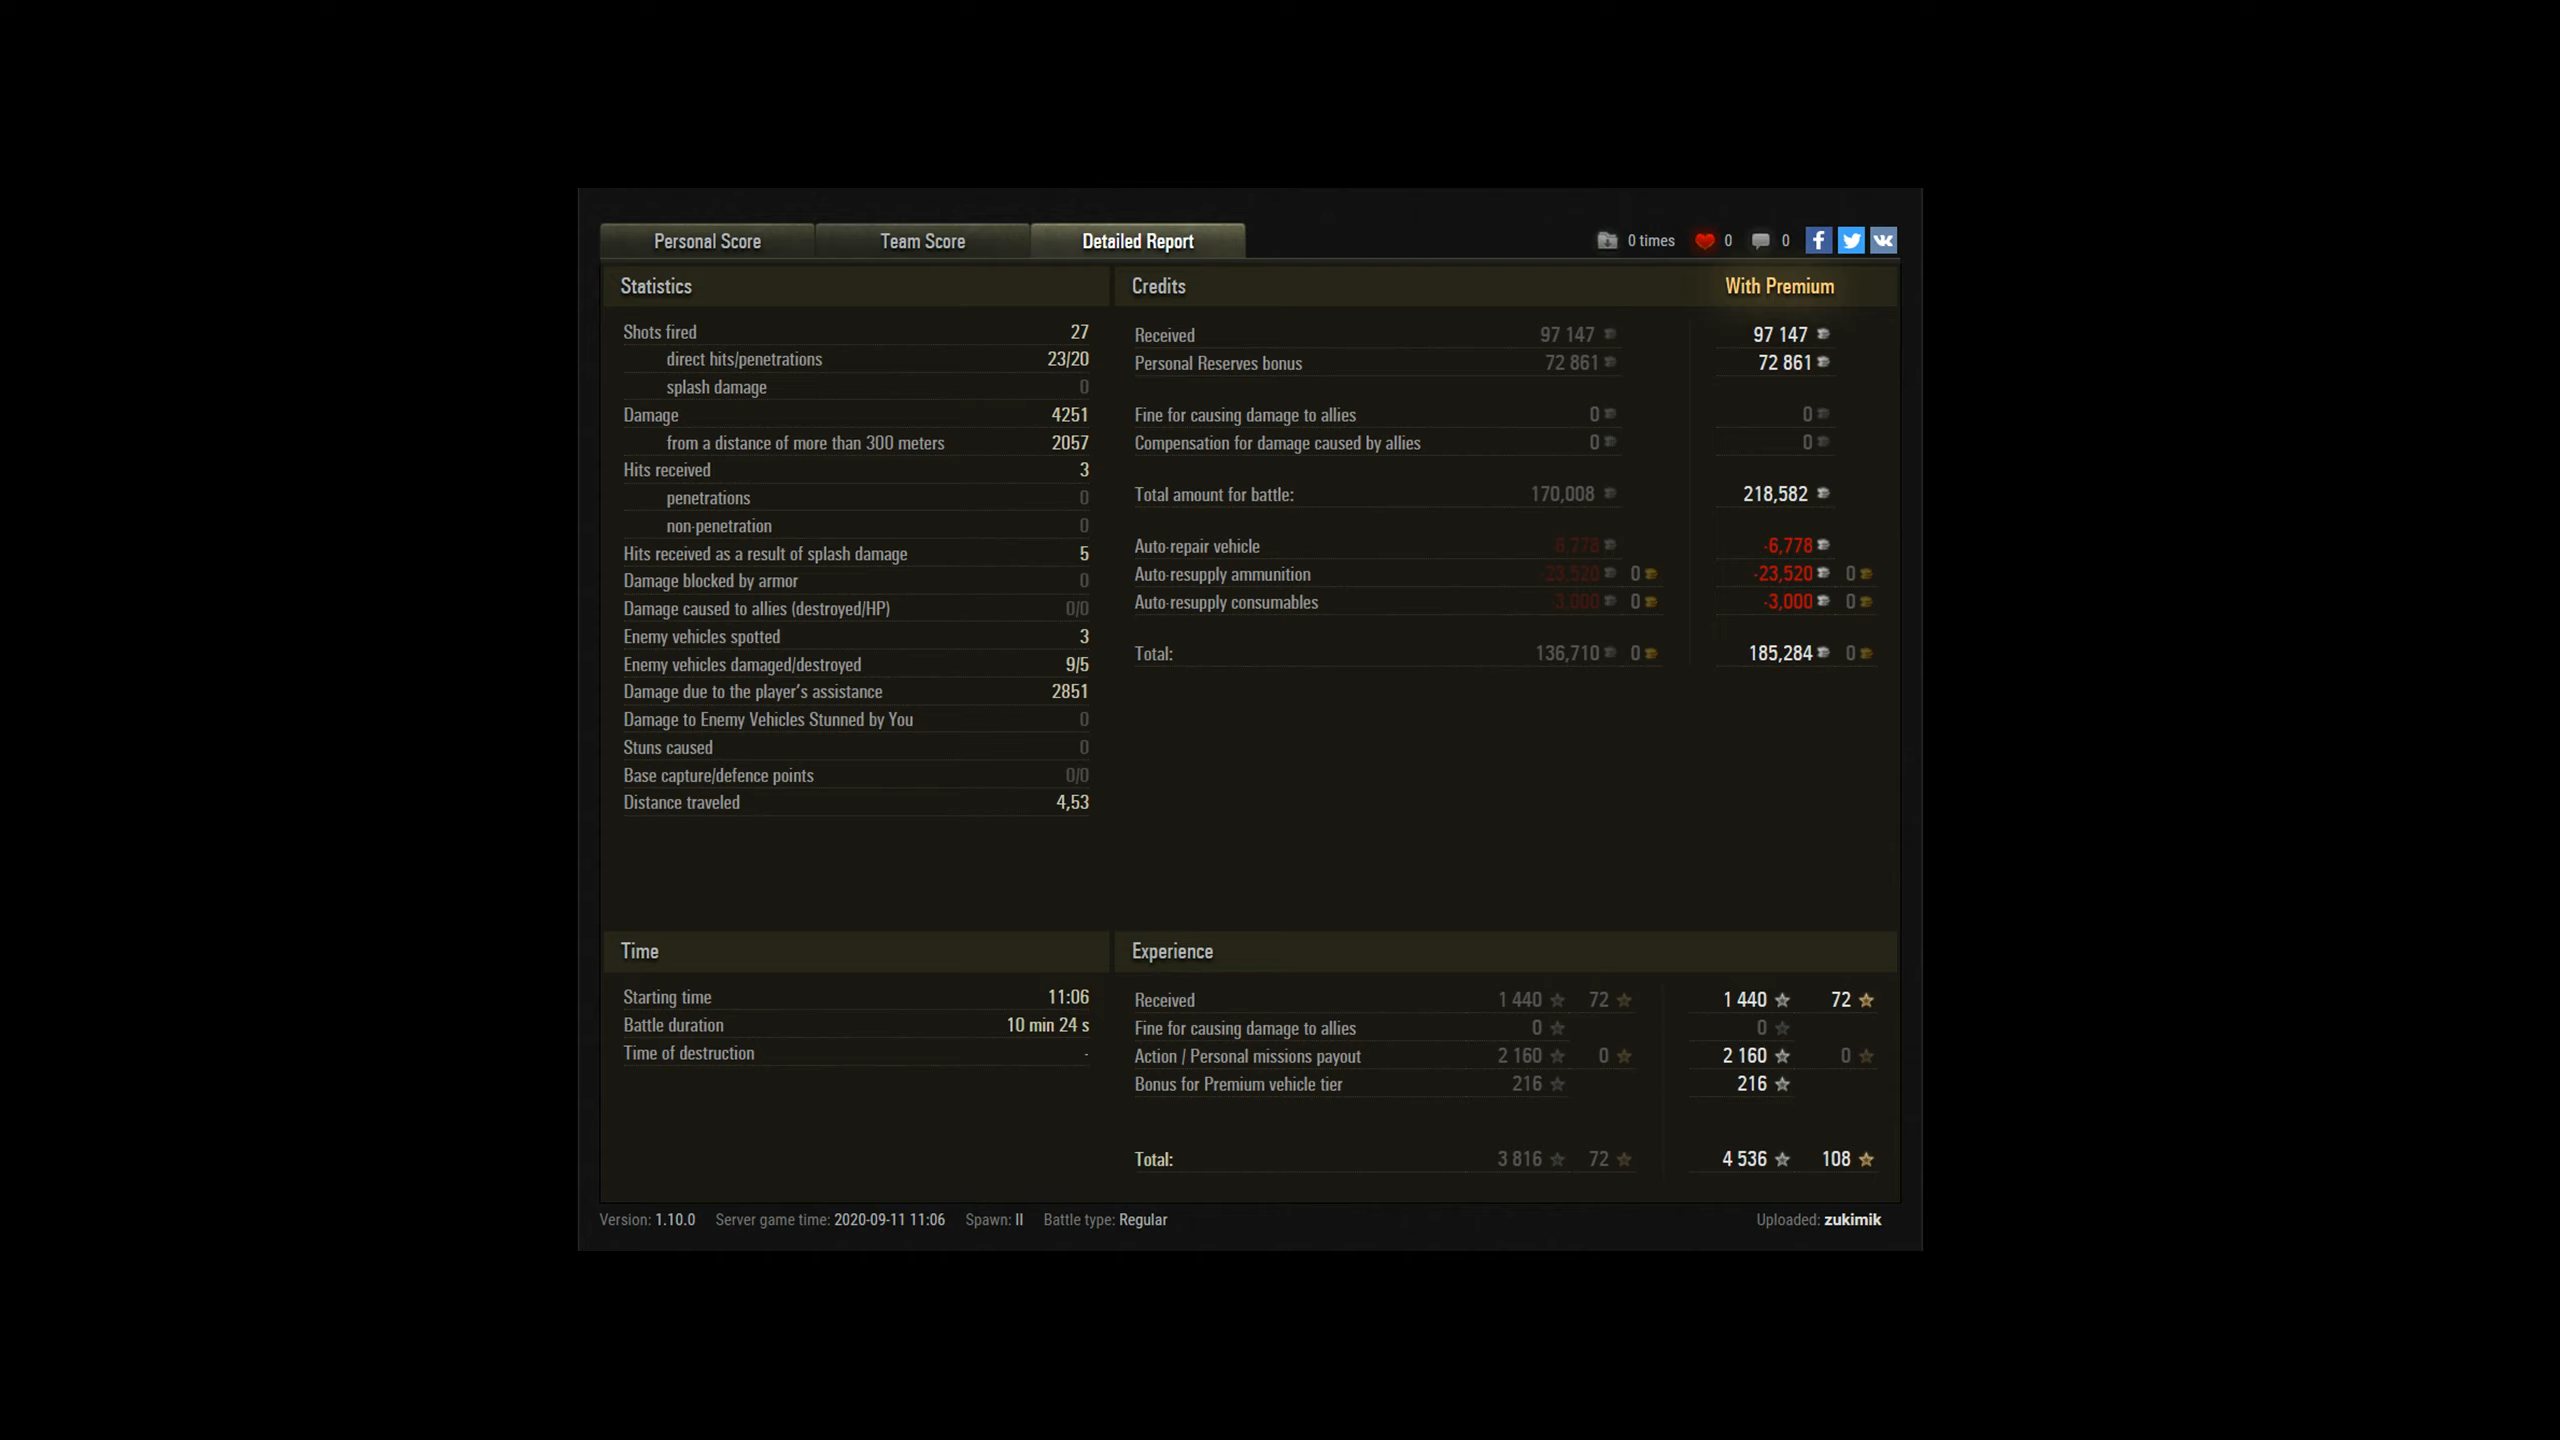 Personal Score Team Score Detailed Report 0 times 0 0
Statistics
Shots fired 27
direct hits/penetrations 23/20
splash damage 0
Damage 4251
from a distance of more than 300 meters 2057
Hits received 3
penetrations 0
non-penetration 0
Hits received as a result of splash damage 5
Damage blocked by armor 0
Damage caused to allies (destroyed/HP) 0/0
Enemy vehicles spotted 3
Enemy vehicles damaged/destroyed 9/5
Damage due to the player's assistance 2851
Damage to Enemy Vehicles Stunned by You 0
Stuns caused 0
Base capture/defence points 0/0
Distance traveled 4,53
Credits With Premium
Received 97 147 97 147
Personal Reserves bonus 72 861 72 861
Fine for causing damage to allies 0 0
Compensation for damage caused by allies 0 0
Total amount for battle: 170,008 218,582
Auto-repair vehicle -6,778 -6,778
Auto-resupply ammunition -23,520 0 -23,520 0
Auto-resupply consumables -3,000 0 -3,000 0
Total: 136,710 0 185,284 0
Time
Starting time 11:06
Battle duration 10 min 24 s
Time of destruction -
Experience
Received 1 440 72 1 440 72
Fine for causing damage to allies 0 0
Action / Personal missions payout 2 160 0 2 160 0
Bonus for Premium vehicle tier 216 216
Total: 3 816 72 4 536 108
Version: 1.10.0 Server game time: 2020-09-11 11:06 Spawn: II Battle type: Regular Uploaded: zukimik